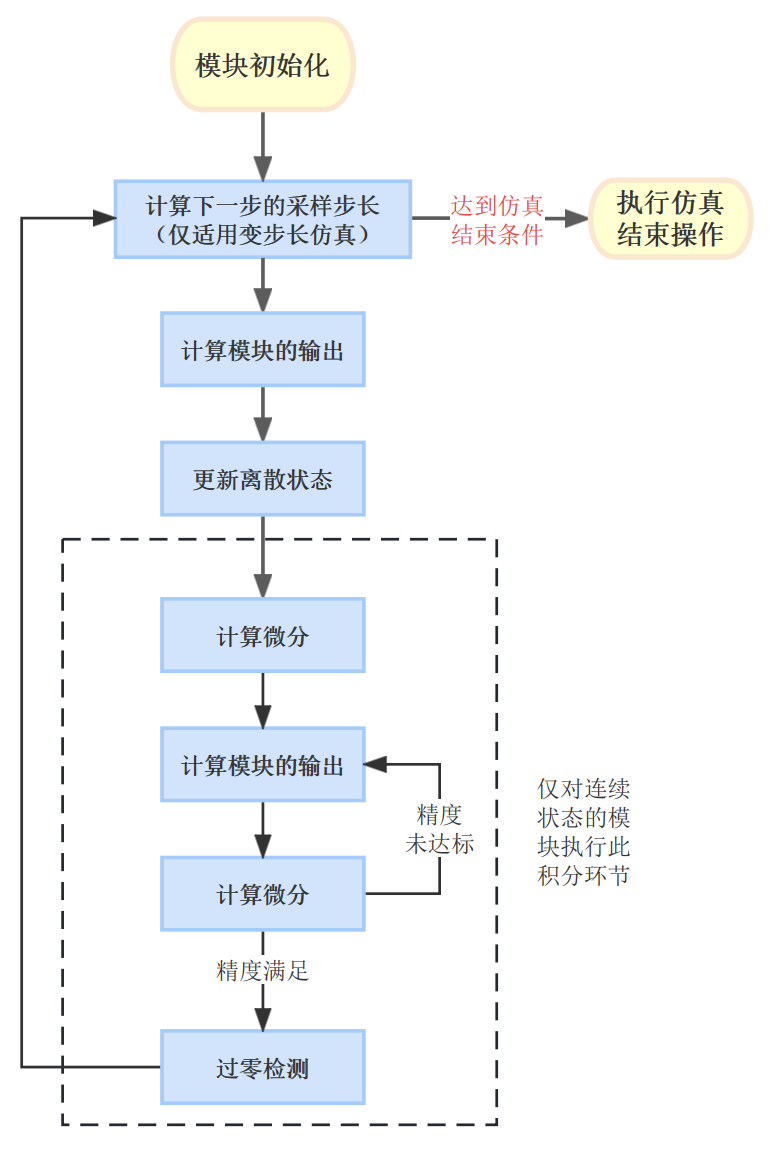 模块初始化
计算下一步的采样步长
（仅适用变步长仿真）
达到仿真
结束条件
执行仿真
结束操作
计算模块的输出
更新离散状态
计算微分
计算模块的输出
精度
未达标
仅对连续
状态的模
块执行此
积分环节
计算微分
精度满足
过零检测